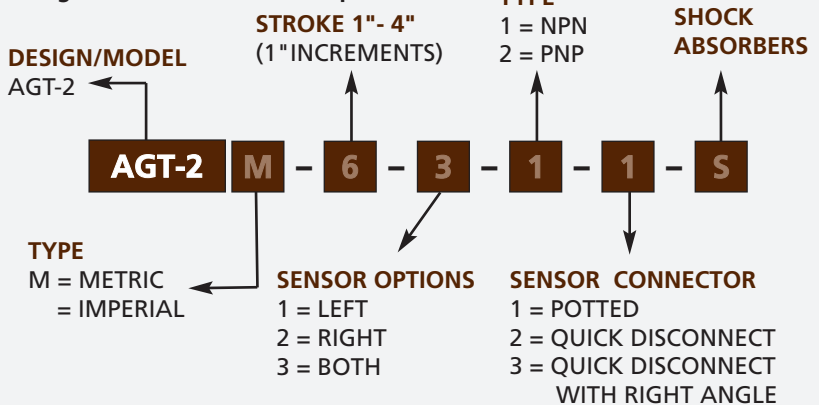 STROKE 1"- 4"
(1"INCREMENTS)
1 = NPN
2 = PNP
SHOCK
ABSORBERS
DESIGN/MODEL
AGT-2
AGT-2 M - 6 - 3 - 1 - 1 - S
TYPE
M = METRIC
= IMPERIAL
SENSOR OPTIONS
1 = LEFT
2 = RIGHT
3 = BOTH
SENSOR CONNECTOR
1 = POTTED
2 = QUICK DISCONNECT
3 = QUICK DISCONNECT
WITH RIGHT ANGLE